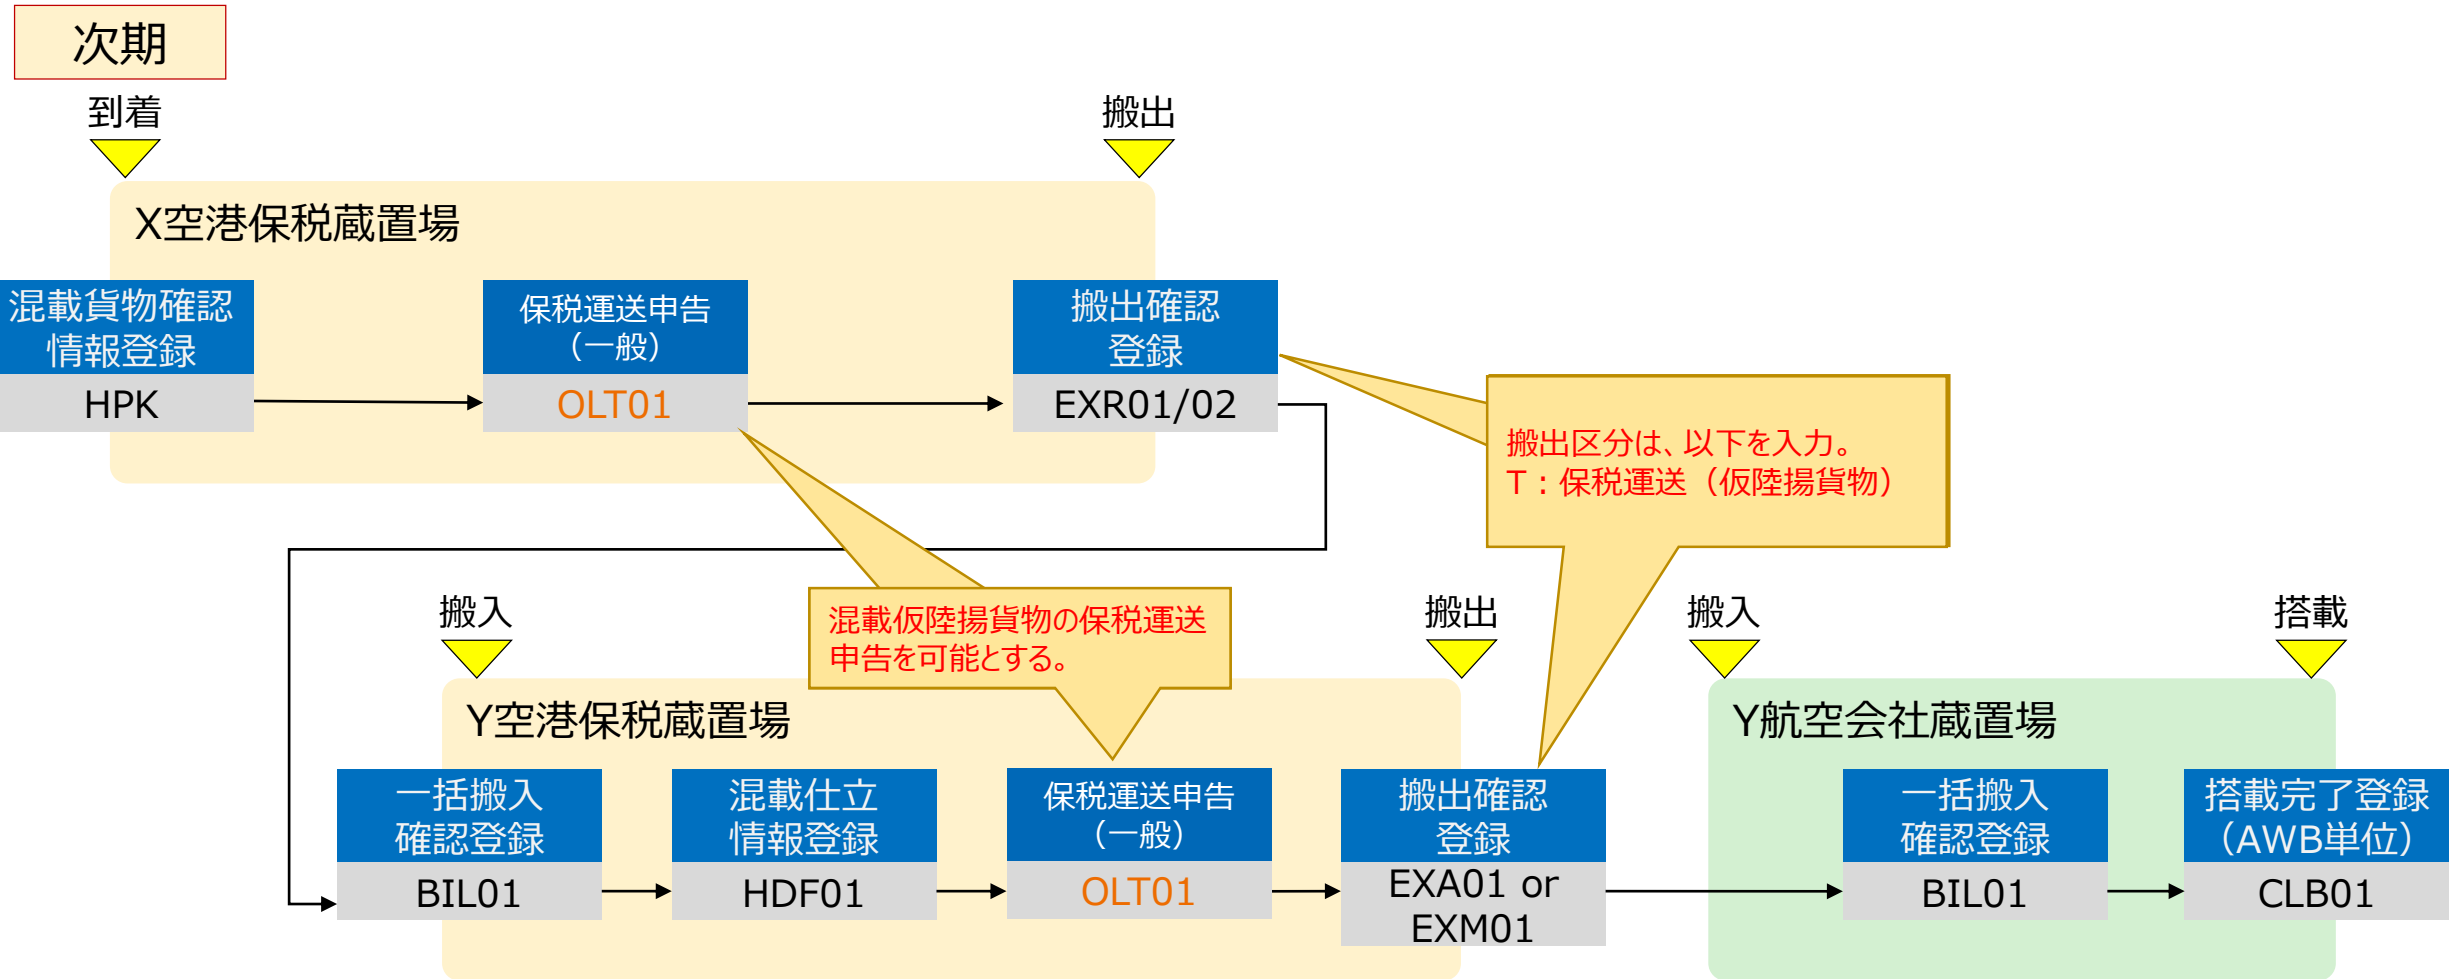 次期
到着
搬出
X空港保税蔵置場
混載貨物確認
情報登録
HPK
保税運送申告
（一般）
OLT01
搬出確認
登録
EXR01/02
搬出区分は、以下を入力。
T：保税運送（仮陸揚貨物）
混載仮陸揚貨物の保税運送
申告を可能とする。
搬入
搬出
搬入
搭載
Y空港保税蔵置場
Y航空会社蔵置場
一括搬入
確認登録
BIL01
混載仕立
情報登録
HDF01
保税運送申告
（一般）
OLT01
搬出確認
登録
EXA01 or
EXM01
一括搬入
確認登録
BIL01
搭載完了登録
（AWB単位）
CLB01